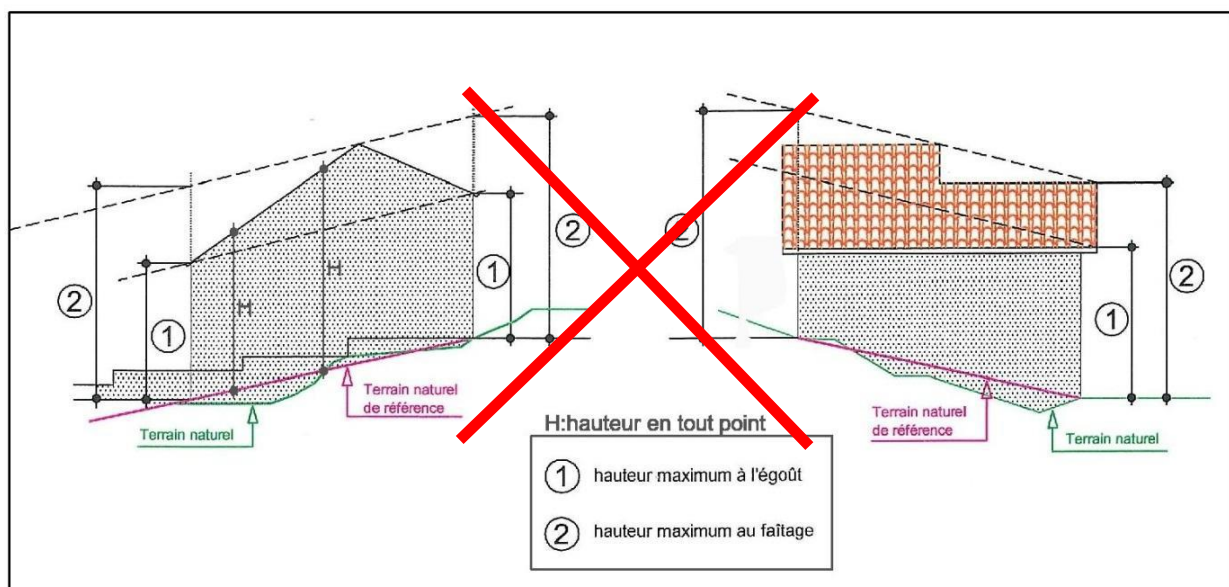 2
1
H
H
1
2
Terrain naturel
de référence
Terrain naturel
2
1
2
Terrain naturel
de référence
Terrain naturel
H:hauteur en tout point
1 hauteur maximum à l'égoût
2 hauteur maximum au faîtage